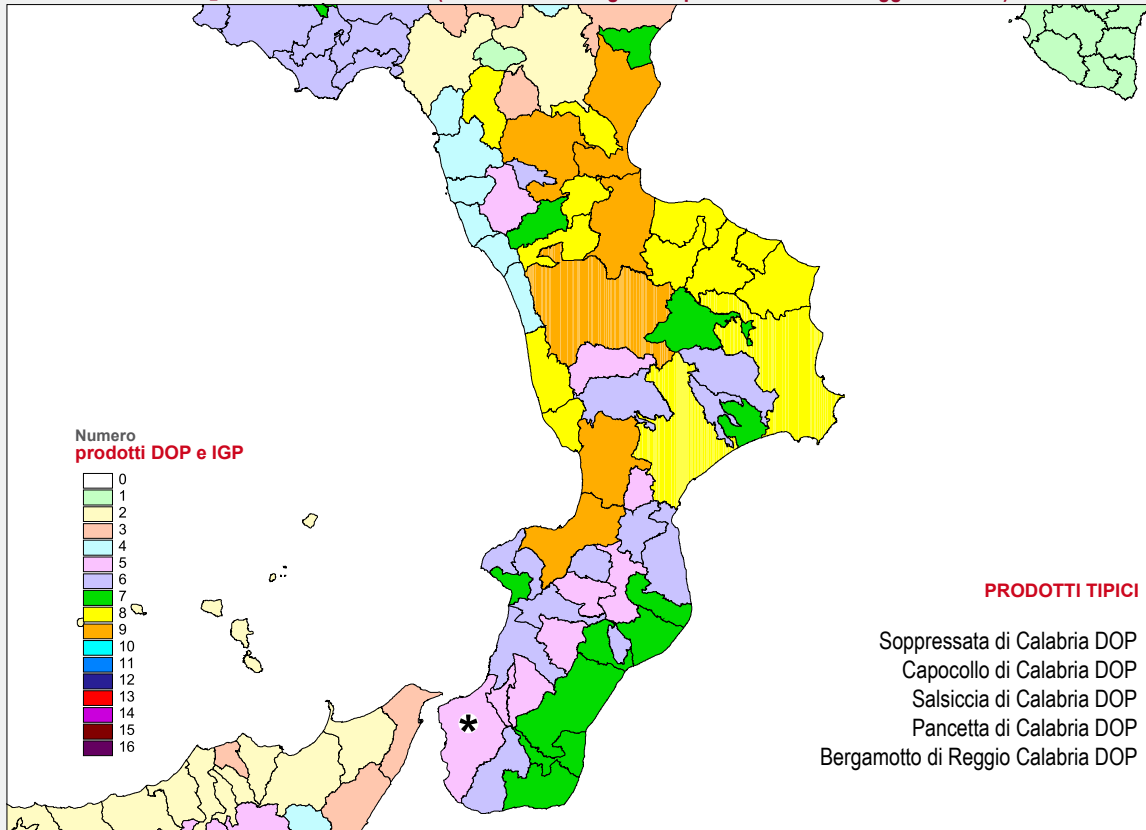 Numero
prodotti DOP e IGP
0
1
2
3
4
5
6
7
8
9
10
11
12
13
14
15
16
*
PRODOTTI TIPICI
Soppressata di Calabria DOP
Capocollo di Calabria DOP
Salsiccia di Calabria DOP
Pancetta di Calabria DOP
Bergamotto di Reggio Calabria DOP